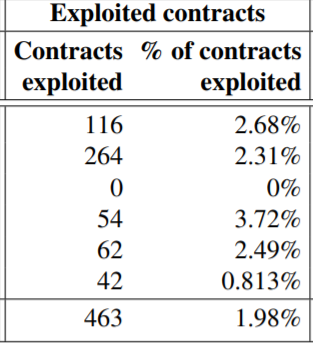 Exploited contracts
Contracts % of contracts
exploited exploited
116 2.68%
264 2.31%
0 0%
54 3.72%
62 2.49%
42 0.813%
463 1.98%